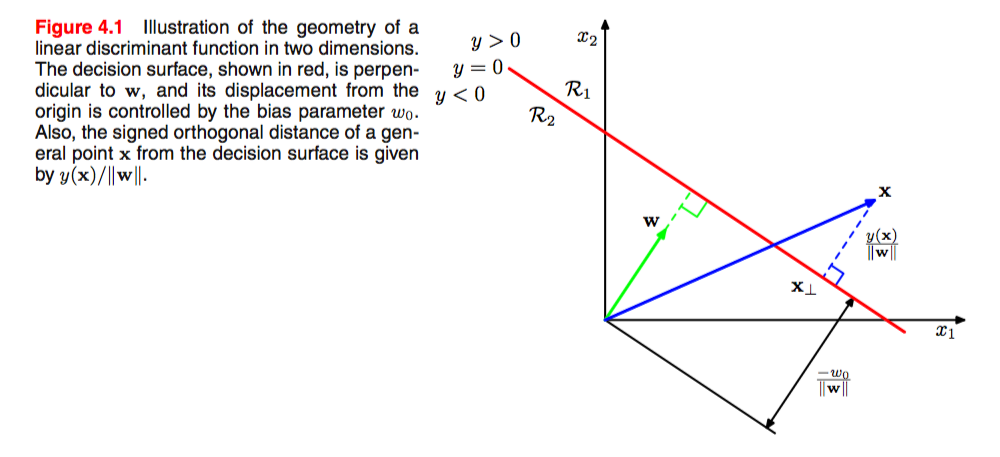 Figure 4.1 Illustration of the geometry of a
linear discriminant function in two dimensions.
The decision surface, shown in red, is perpen-
dicular to w, and its displacement from the
origin is controlled by the bias parameter w₀.
Also, the signed orthogonal distance of a gen-
eral point x from the decision surface is given
by y(x)/‖w‖.
y > 0
y = 0
y < 0
x₂
R₁
R₂
w
x
y(x)
‖w‖
x⊥
x₁
−w₀
‖w‖